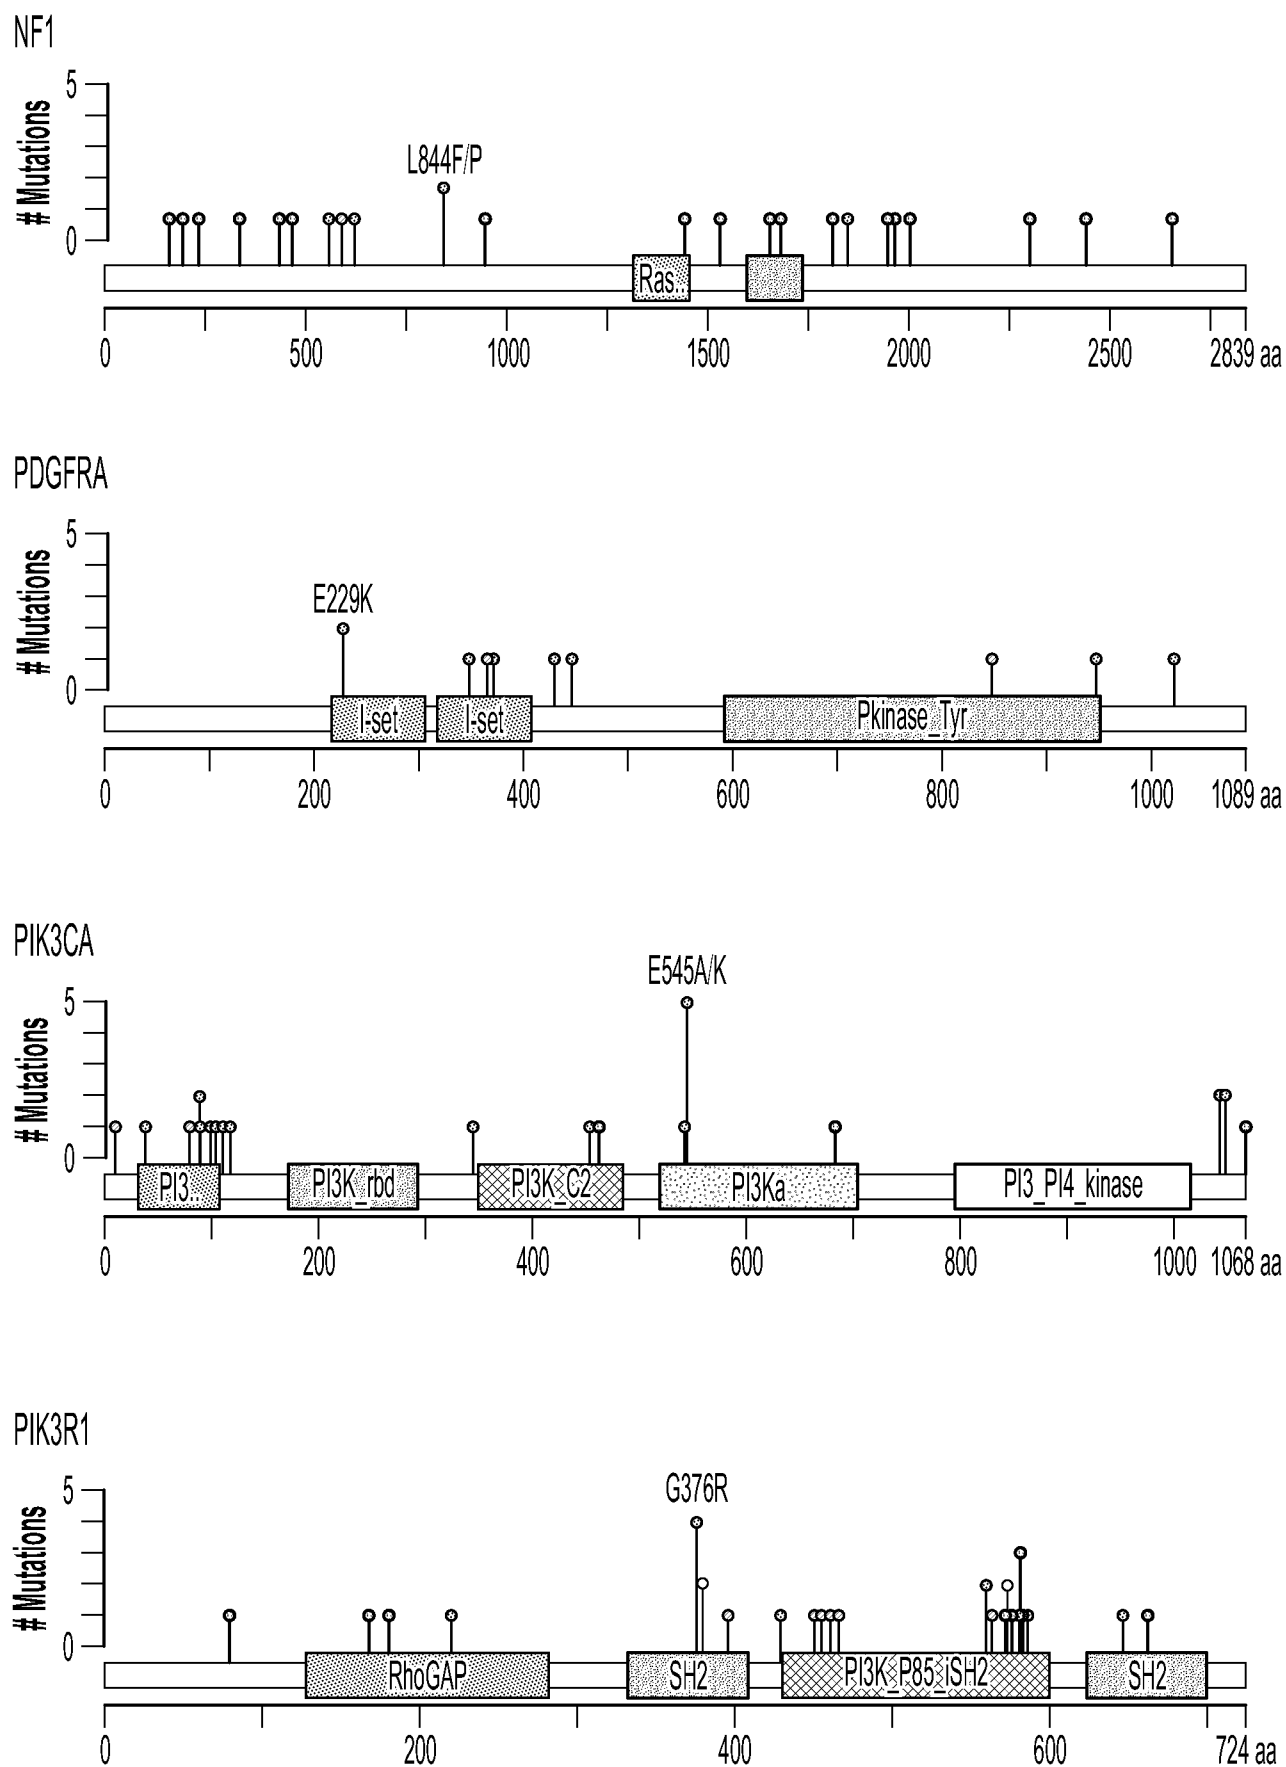 NF1
# Mutations
5
0
L844F/P
Ras..
0 500 1000 1500 2000 2500 2839 aa
PDGFRA
# Mutations
5
0
E229K
I-set I-set Pkinase_Tyr
0 200 400 600 800 1000 1089 aa
PIK3CA
# Mutations
5
0
E545A/K
PI3. PI3K_rbd PI3K_C2 PI3Ka PI3_PI4_kinase
0 200 400 600 800 1000 1068 aa
PIK3R1
# Mutations
5
0
G376R
RhoGAP SH2 PI3K_P85_iSH2 SH2
0 200 400 600 724 aa